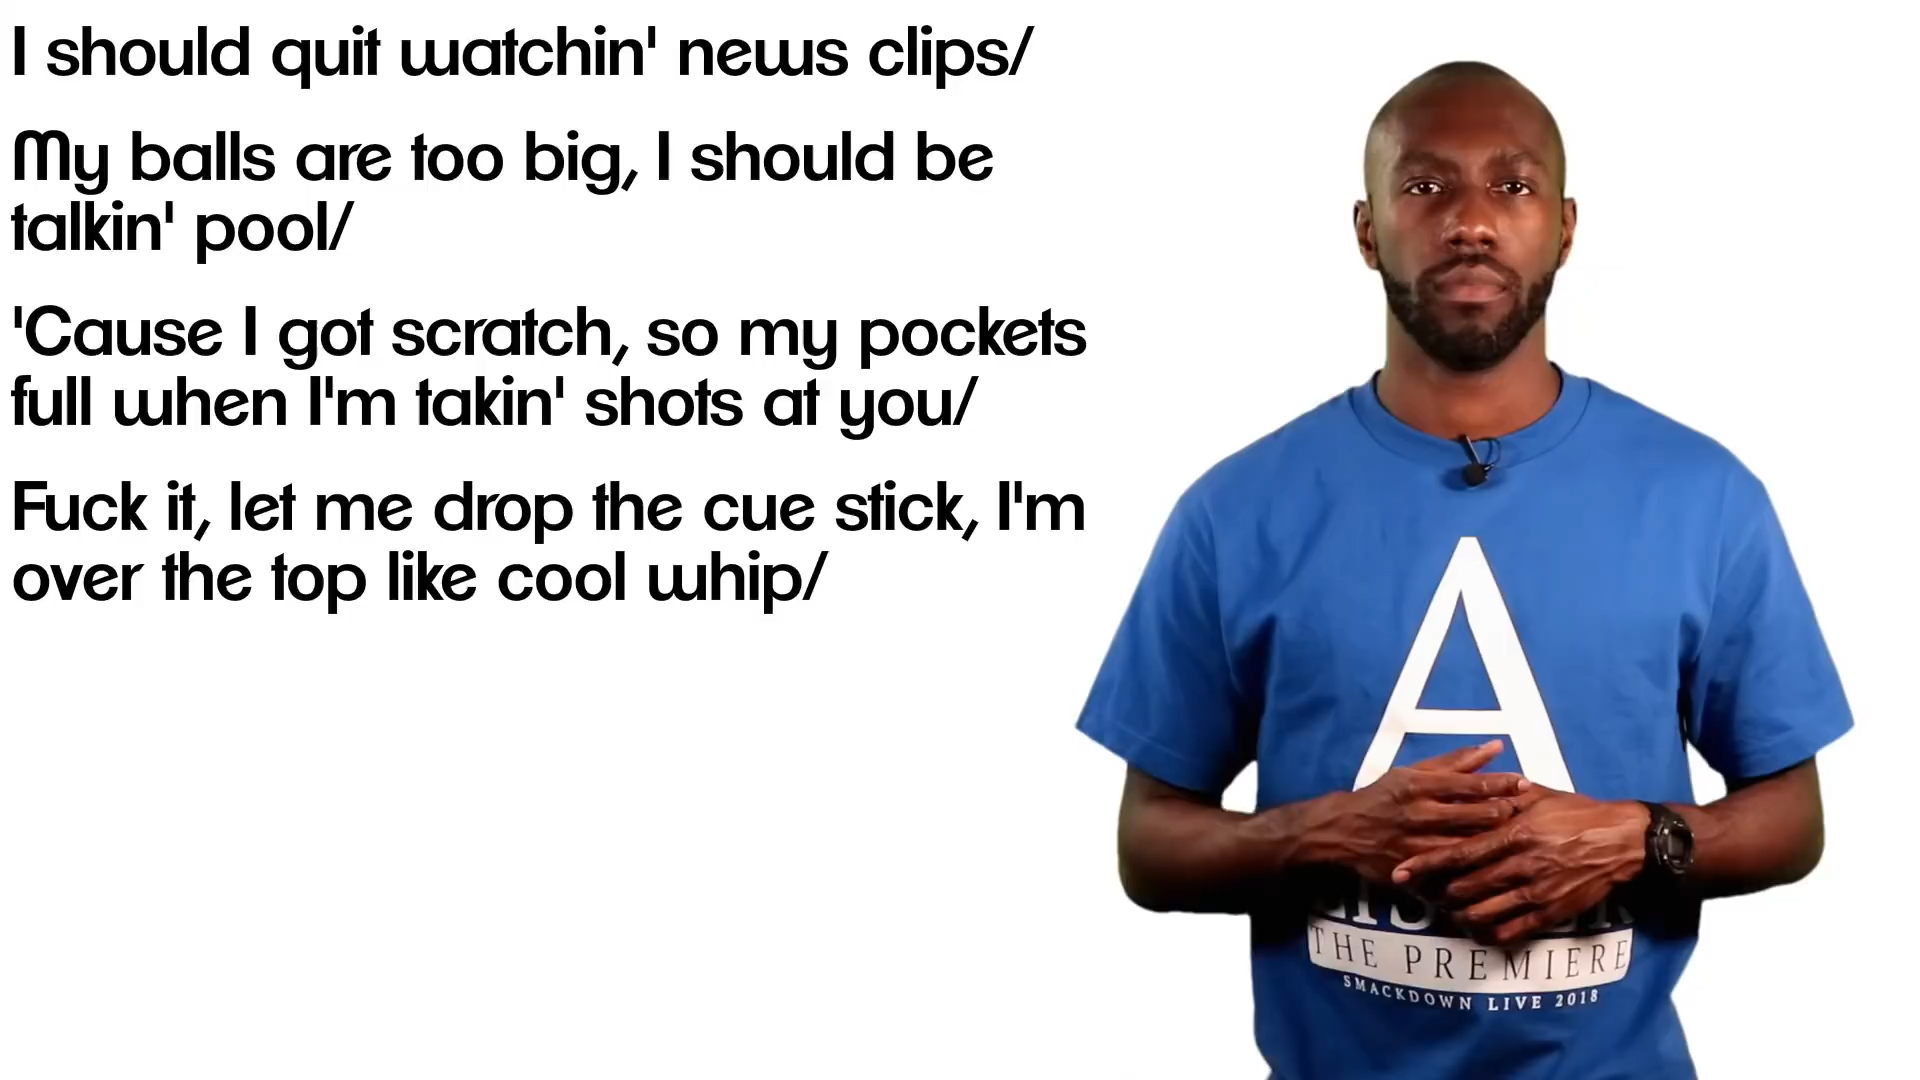 I should quit watchin' news clips/
My balls are too big, I should be
talkin' pool/
'Cause I got scratch, so my pockets
full when I'm takin' shots at you/
Fuck it, let me drop the cue stick, I'm
over the top like cool whip/
A
THE PREMIERE
SMACKDOWN LIVE 2018